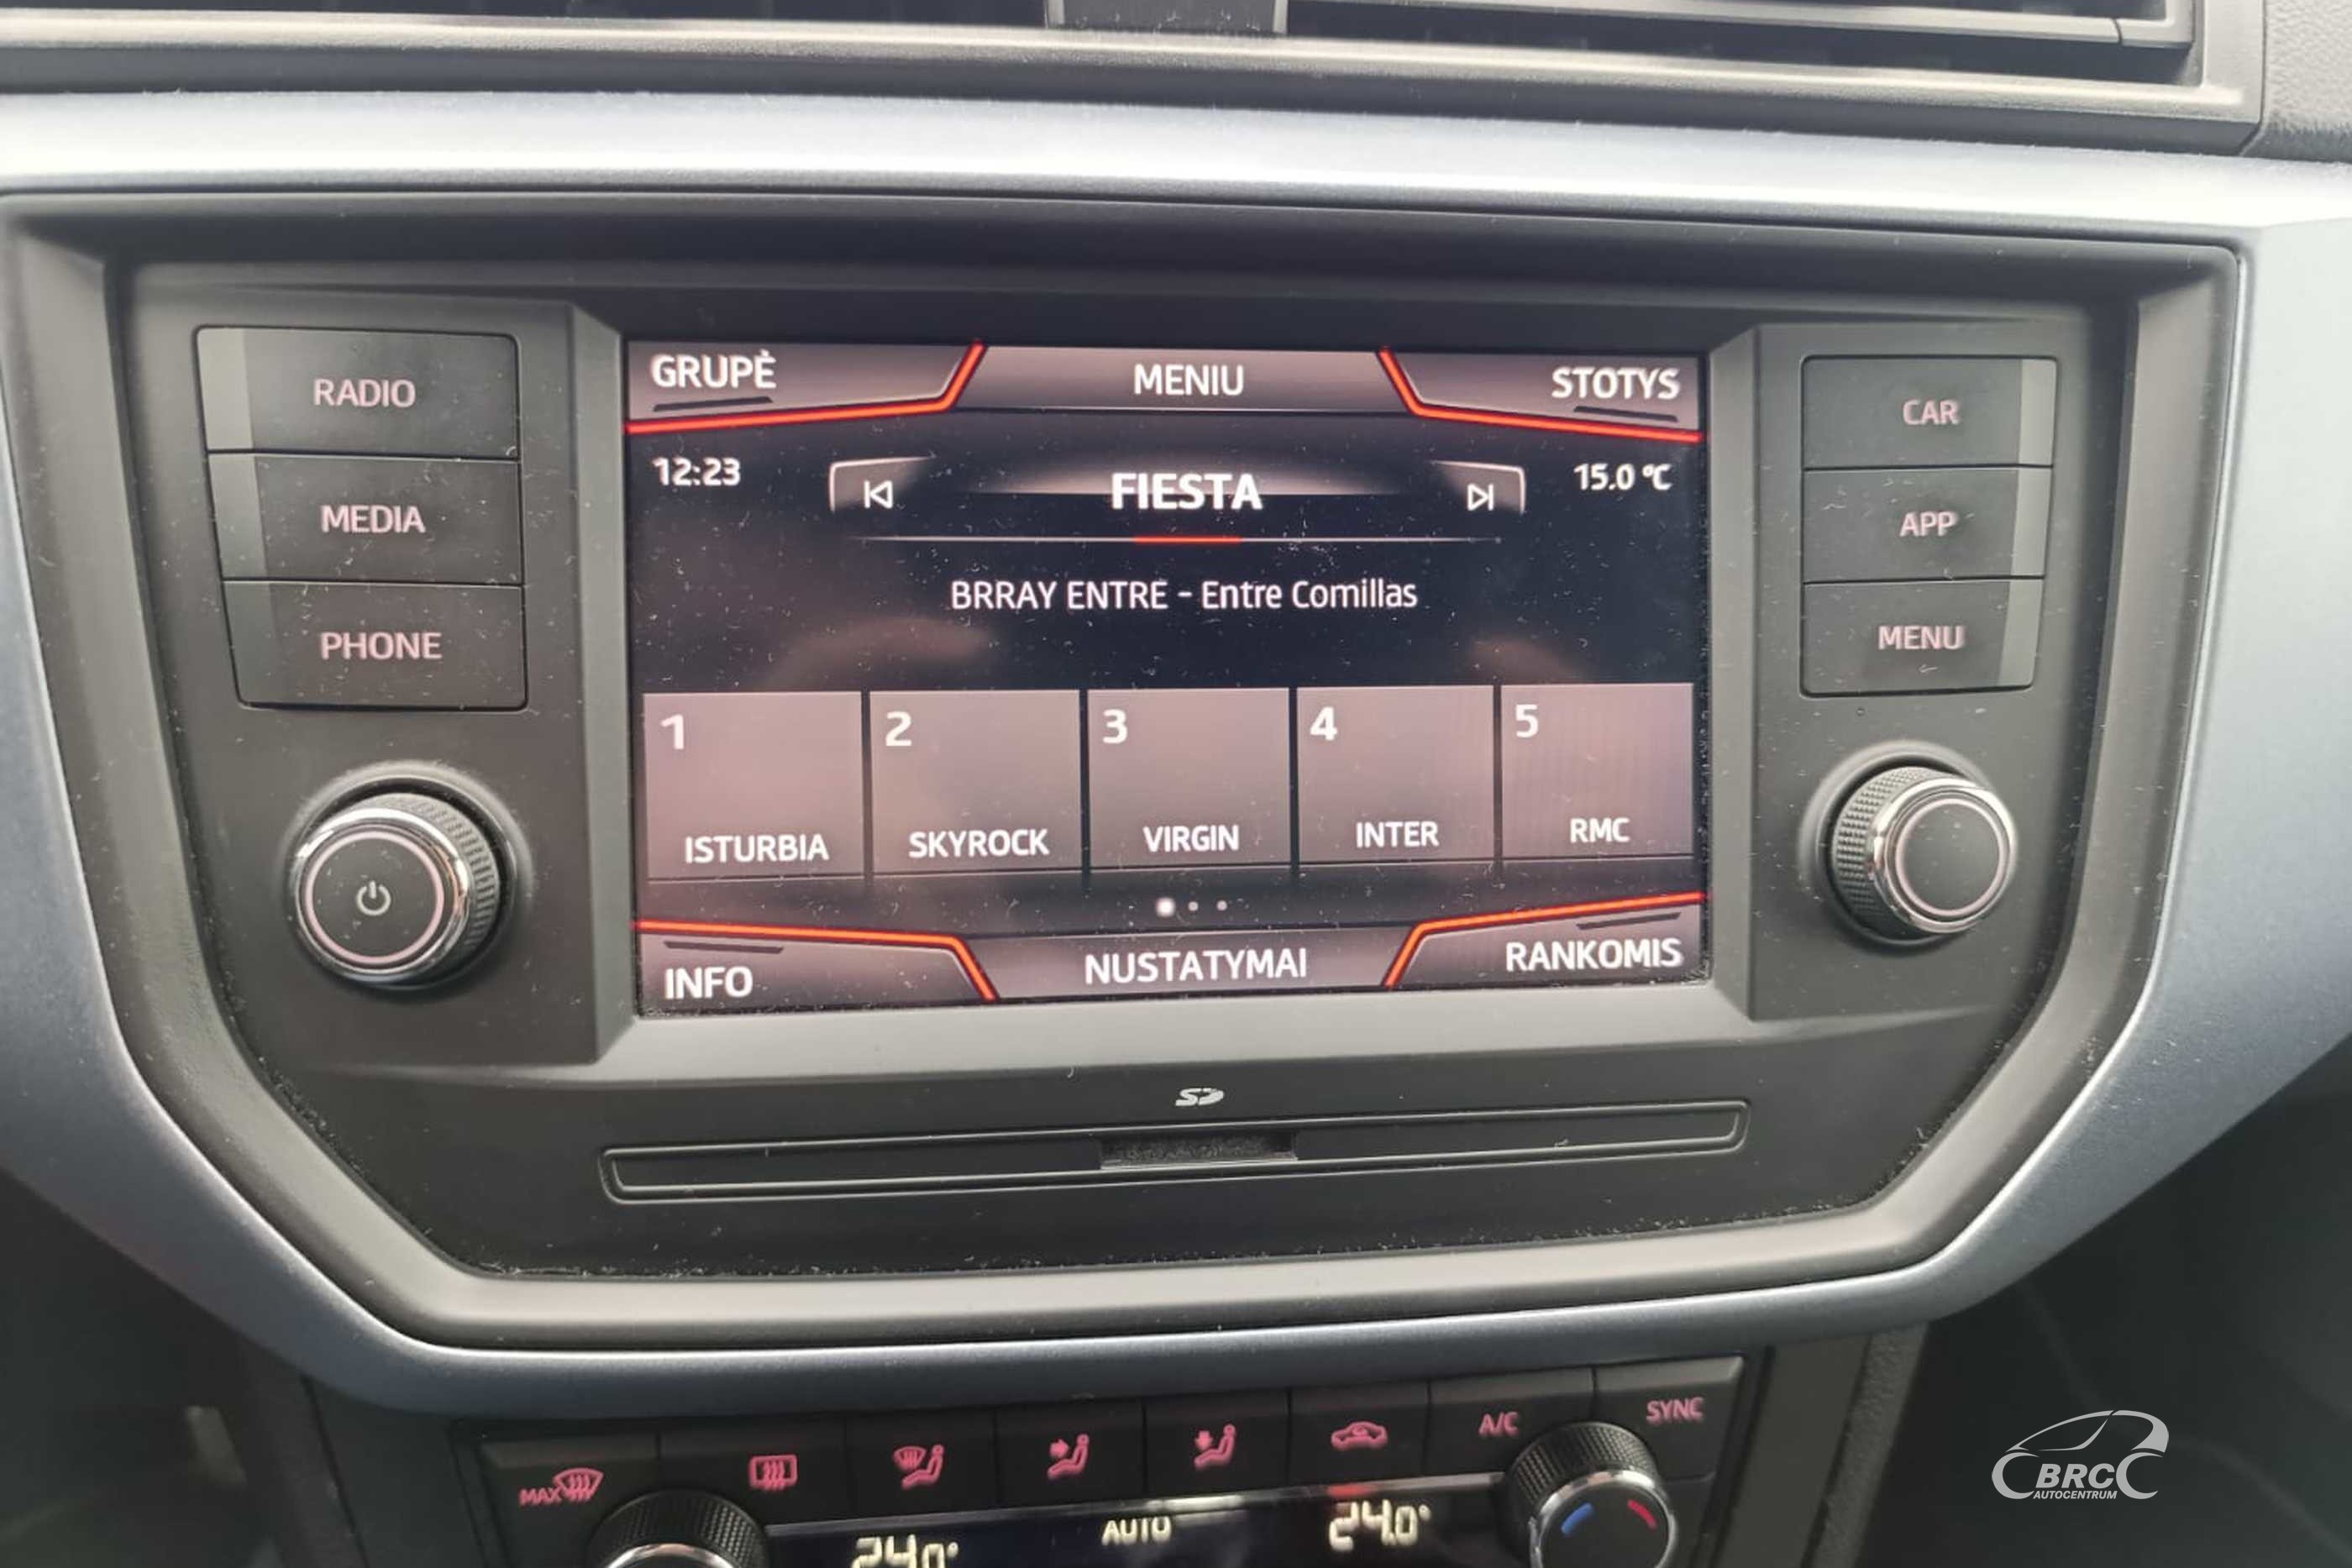 RADIO
MEDIA
PHONE
GRUPĖ
MENIU
STOTYS
12:23
FIESTA
15.0 °C
BRRAY ENTRE - Entre Comillas
1
2
3
4
5
ISTURBIA
SKYROCK
VIRGIN
INTER
RMC
INFO
NUSTATYMAI
RANKOMIS
CAR
APP
MENU
SD
MAX
A/C
SYNC
24.0°
AUTO
24.0°
BRC
AUTOCENTRUM